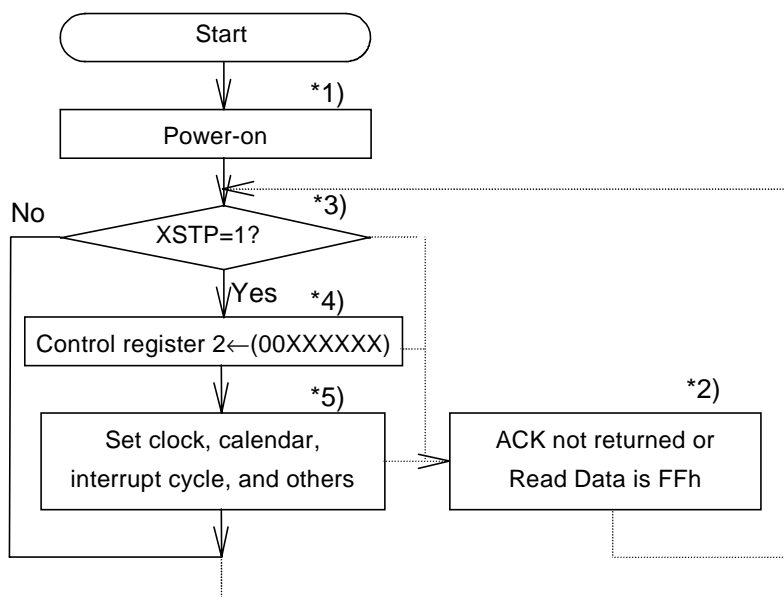 Start
*1)
Power-on
No
*3)
XSTP=1?
Yes
*4)
Control register 2←(00XXXXXX)
*5)
Set clock, calendar,
interrupt cycle, and others
*2)
ACK not returned or
Read Data is FFh